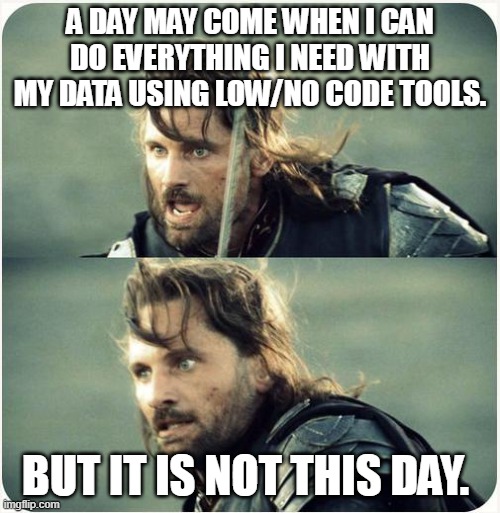 A DAY MAY COME WHEN I CAN
DO EVERYTHING I NEED WITH
MY DATA USING LOW/NO CODE TOOLS.
BUT IT IS NOT THIS DAY.
imgflip.com